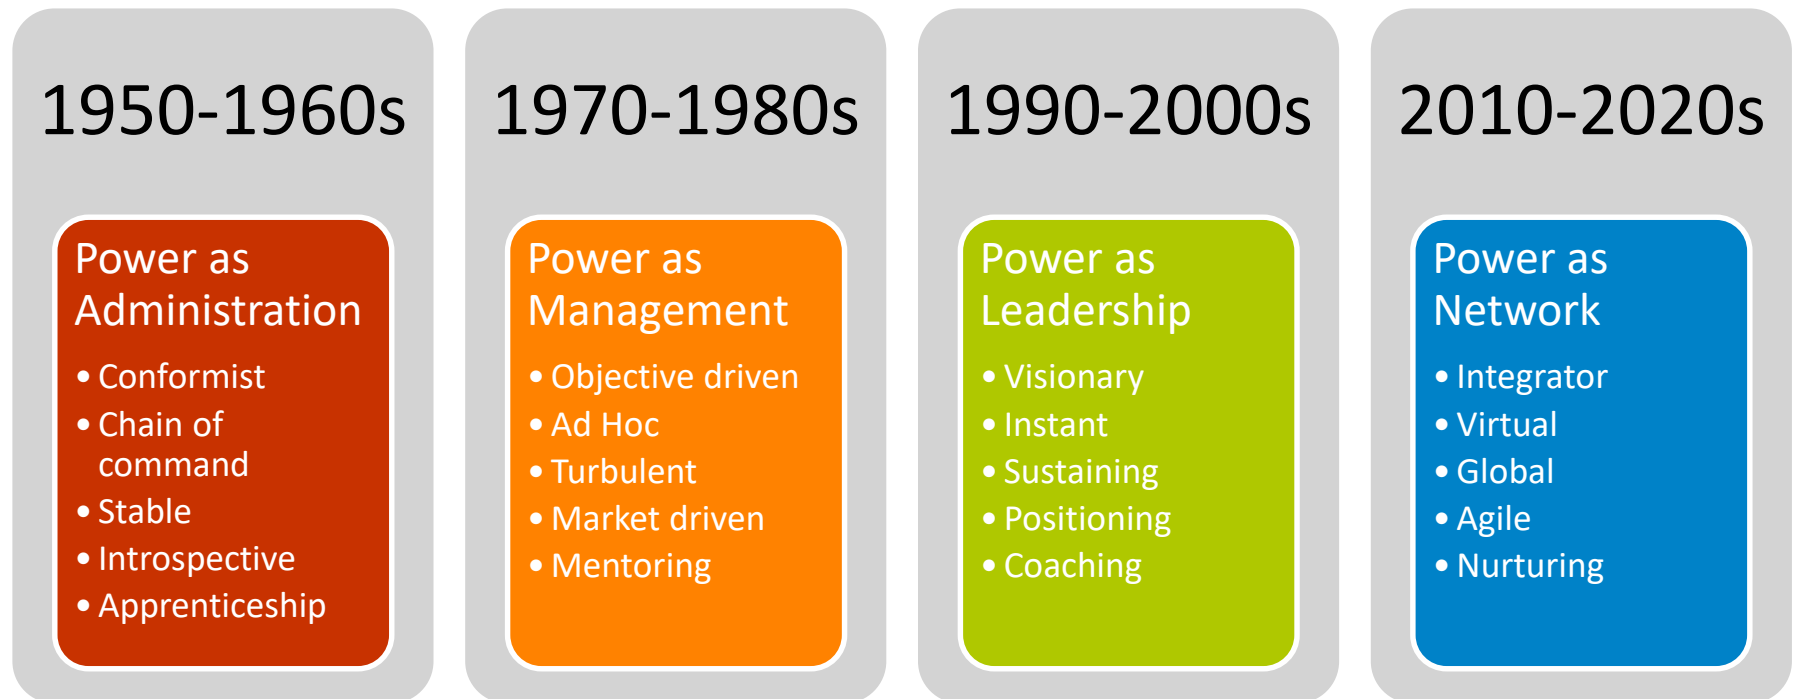 1950-1960s
Power as
Administration
• Conformist
• Chain of
command
• Stable
• Introspective
• Apprenticeship
1970-1980s
Power as
Management
• Objective driven
• Ad Hoc
• Turbulent
• Market driven
• Mentoring
1990-2000s
Power as
Leadership
• Visionary
• Instant
• Sustaining
• Positioning
• Coaching
2010-2020s
Power as
Network
• Integrator
• Virtual
• Global
• Agile
• Nurturing